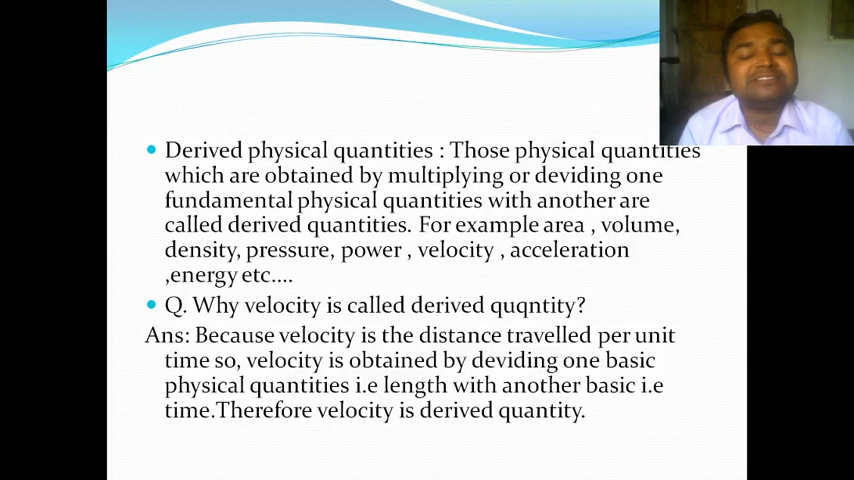 Derived physical quantities : Those physical quantities
which are obtained by multiplying or deviding one
fundamental physical quantities with another are
called derived quantities. For example area , volume,
density, pressure, power , velocity , acceleration
,energy etc....
Q. Why velocity is called derived quqntity?
Ans: Because velocity is the distance travelled per unit
time so, velocity is obtained by deviding one basic
physical quantities i.e length with another basic i.e
time.Therefore velocity is derived quantity.